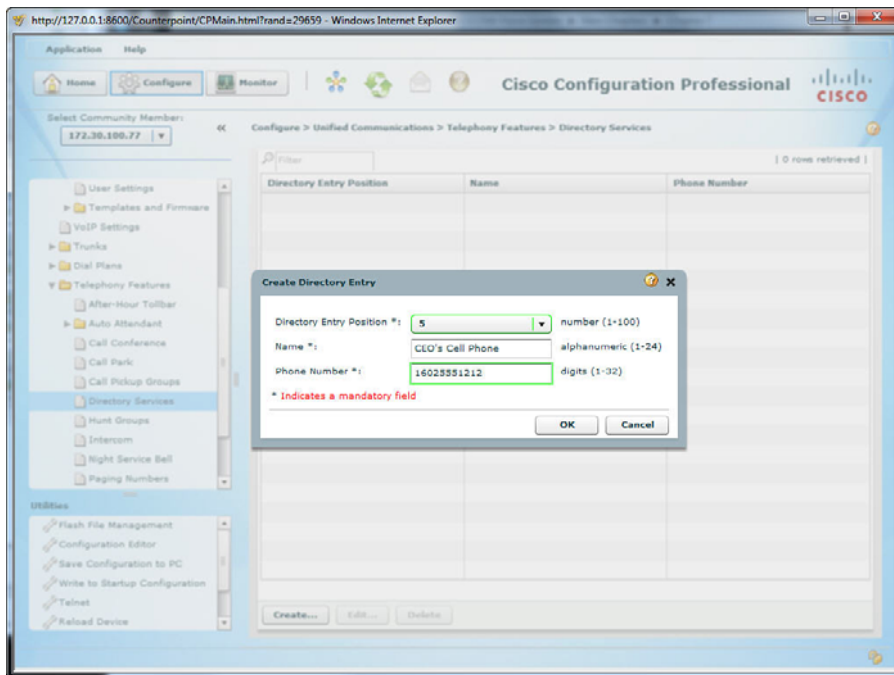 http://127.0.0.1:8600/Counterpoint/CPMain.html?rand=29659 - Windows Internet Explorer
Application Help
Home Configure Monitor Cisco Configuration Professional CISCO
Select Community Member:
172.30.100.77
Configure > Unified Communications > Telephony Features > Directory Services
Filter [ 0 rows retrieved ]
Directory Entry Position Name Phone Number
User Settings
Templates and Firmware
VoIP Settings
Trunks
Dial Plans
Telephony Features
After-Hour Tollbar
Auto Attendant
Call Conference
Call Park
Call Pickup Groups
Directory Services
Hunt Groups
Intercom
Night Service Bell
Paging Numbers
Create Directory Entry
Directory Entry Position *: 5 number (1-100)
Name *: CEO's Cell Phone alphanumeric (1-24)
Phone Number *: 16025551212 digits (1-32)
* Indicates a mandatory field
OK Cancel
Utilities
Flash File Management
Configuration Editor
Save Configuration to PC
Write to Startup Configuration
Telnet
Reload Device
Create... Edit... Delete